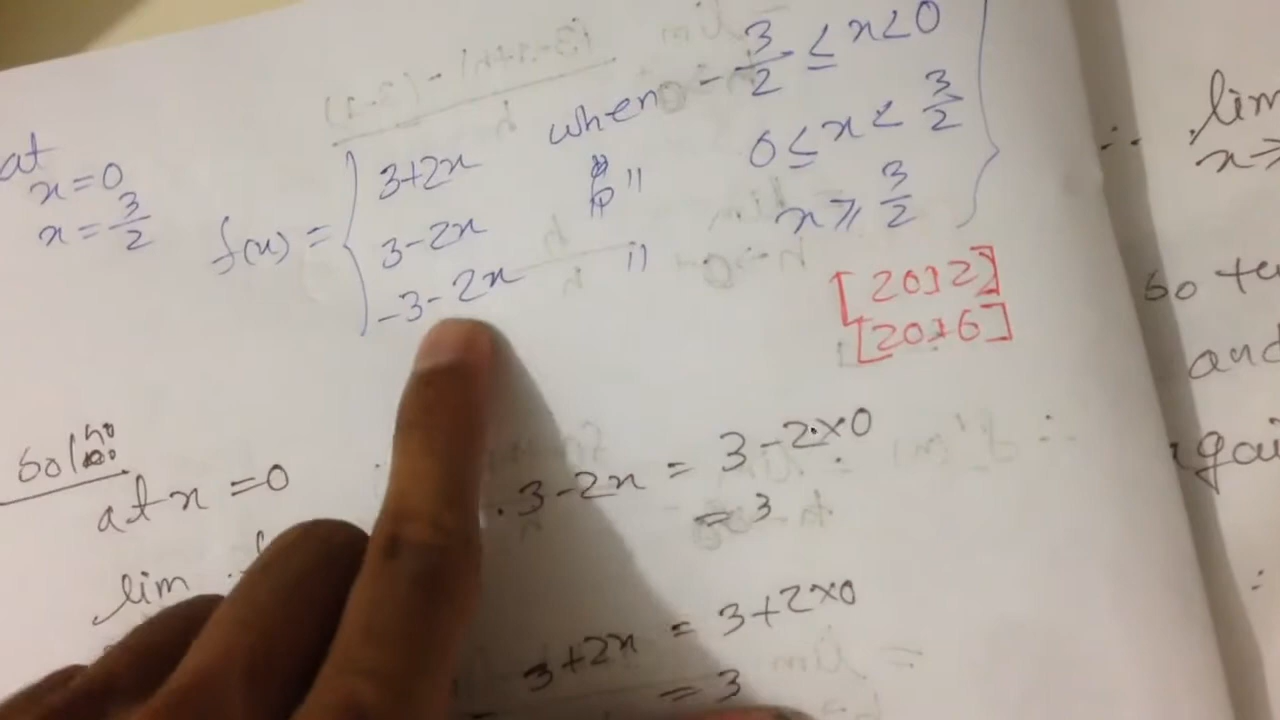 at
x=0
x= 3/2
f(x) = { 3+2x when -3/2 ≤ x < 0
3-2x " 0 ≤ x < 3/2
-3-2x " x ≥ 3/2 }
[2012]
[2016]
Sol
at x = 0
3-2x = 3-2×0
= 3
lim
3+2x = 3+2×0
= 3
∴ lim
x→
so
and